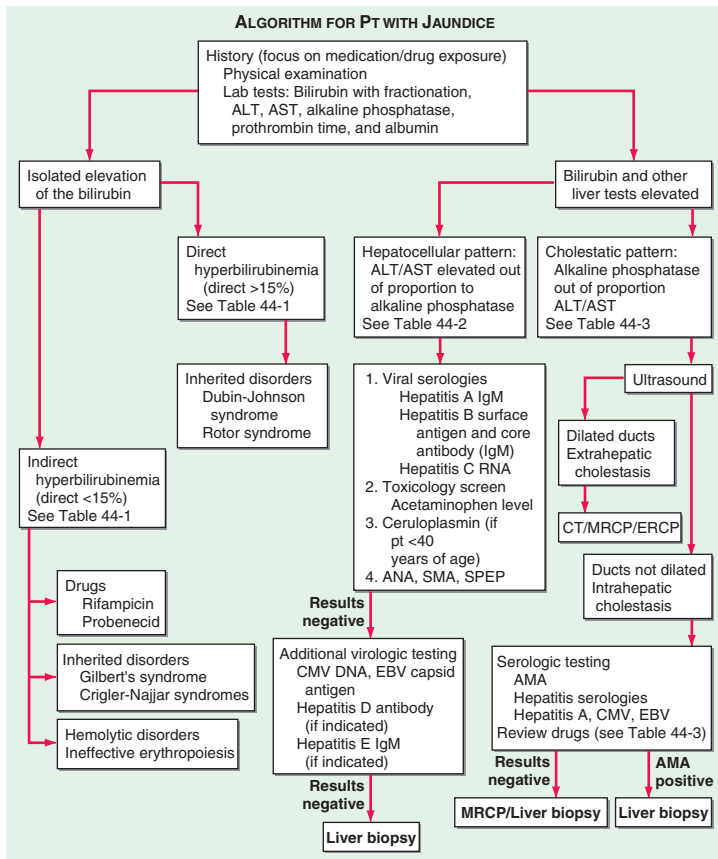 ALGORITHM FOR PT WITH JAUNDICE
History (focus on medication/drug exposure)
Physical examination
Lab tests: Bilirubin with fractionation,
ALT, AST, alkaline phosphatase,
prothrombin time, and albumin
Isolated elevation
of the bilirubin
Bilirubin and other
liver tests elevated
Direct
hyperbilirubinemia
(direct >15%)
See Table 44-1
Hepatocellular pattern:
ALT/AST elevated out
of proportion to
alkaline phosphatase
See Table 44-2
Cholestatic pattern:
Alkaline phosphatase
out of proportion
ALT/AST
See Table 44-3
Inherited disorders
Dubin-Johnson
syndrome
Rotor syndrome
1. Viral serologies
Hepatitis A IgM
Hepatitis B surface
antigen and core
antibody (IgM)
Hepatitis C RNA
2. Toxicology screen
Acetaminophen level
3. Ceruloplasmin (if
pt <40
years of age)
4. ANA, SMA, SPEP
Ultrasound
Dilated ducts
Extrahepatic
cholestasis
CT/MRCP/ERCP
Indirect
hyperbilirubinemia
(direct <15%)
See Table 44-1
Ducts not dilated
Intrahepatic
cholestasis
Drugs
Rifampicin
Probenecid
Inherited disorders
Gilbert's syndrome
Crigler-Najjar syndromes
Hemolytic disorders
Ineffective erythropoiesis
Results
negative
Additional virologic testing
CMV DNA, EBV capsid
antigen
Hepatitis D antibody
(if indicated)
Hepatitis E IgM
(if indicated)
Results
negative
Liver biopsy
Serologic testing
AMA
Hepatitis serologies
Hepatitis A, CMV, EBV
Review drugs (see Table 44-3)
Results
negative
AMA
positive
MRCP/Liver biopsy
Liver biopsy